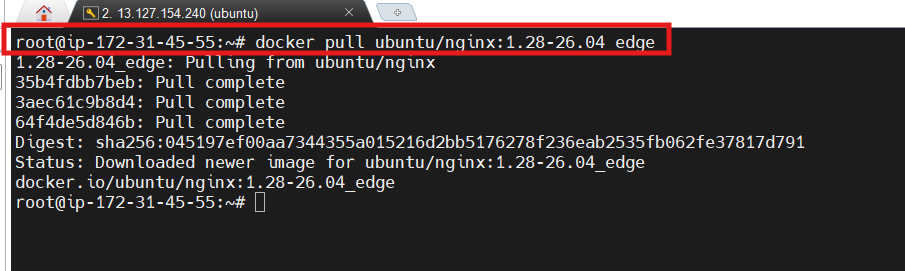 2. 13.127.154.240 (ubuntu)
root@ip-172-31-45-55:~# docker pull ubuntu/nginx:1.28-26.04_edge
1.28-26.04_edge: Pulling from ubuntu/nginx
35b4fdbb7beb: Pull complete
3aec61c9b8d4: Pull complete
64f4de5d846b: Pull complete
Digest: sha256:045197ef00aa7344355a015216d2bb5176278f236eab2535fb062fe37817d791
Status: Downloaded newer image for ubuntu/nginx:1.28-26.04_edge
docker.io/ubuntu/nginx:1.28-26.04_edge
root@ip-172-31-45-55:~#